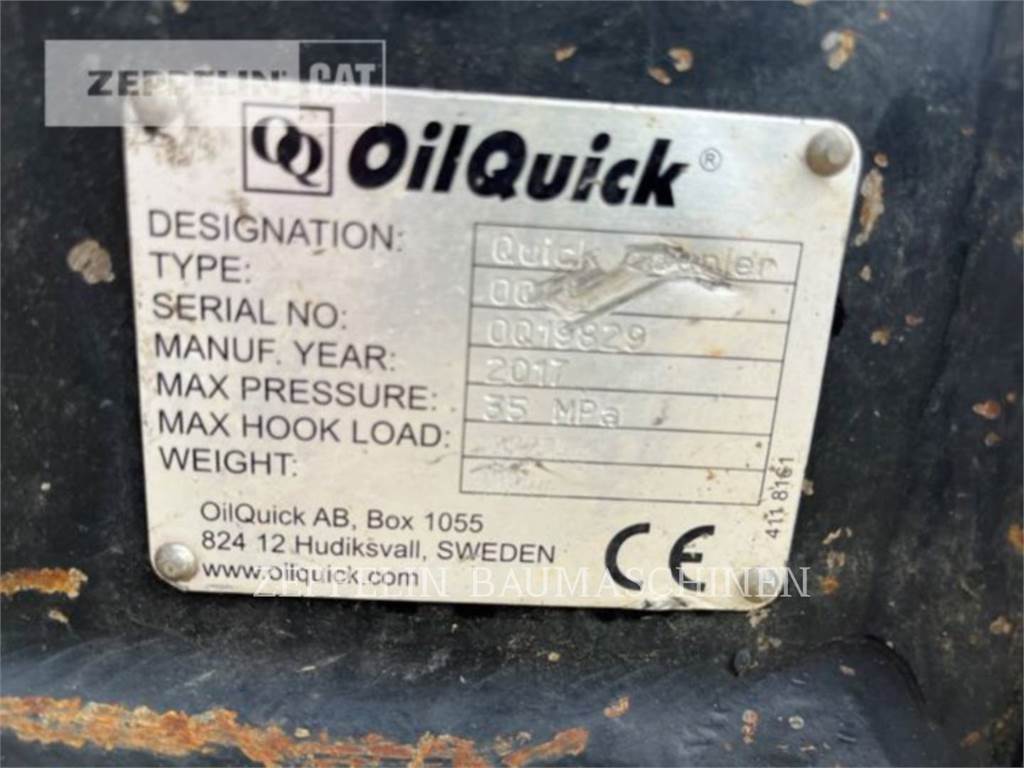 ZEPPELIN CAT
OilQuick®
DESIGNATION: Quick
TYPE:
SERIAL NO: OQ19829
MANUF. YEAR: 2017
MAX PRESSURE: 35 MPa
MAX HOOK LOAD:
WEIGHT:
411 8161
OilQuick AB, Box 1055
824 12 Hudiksvall, SWEDEN
www.oilquick.com
CE
ZEPPELIN BAUMASCHINEN